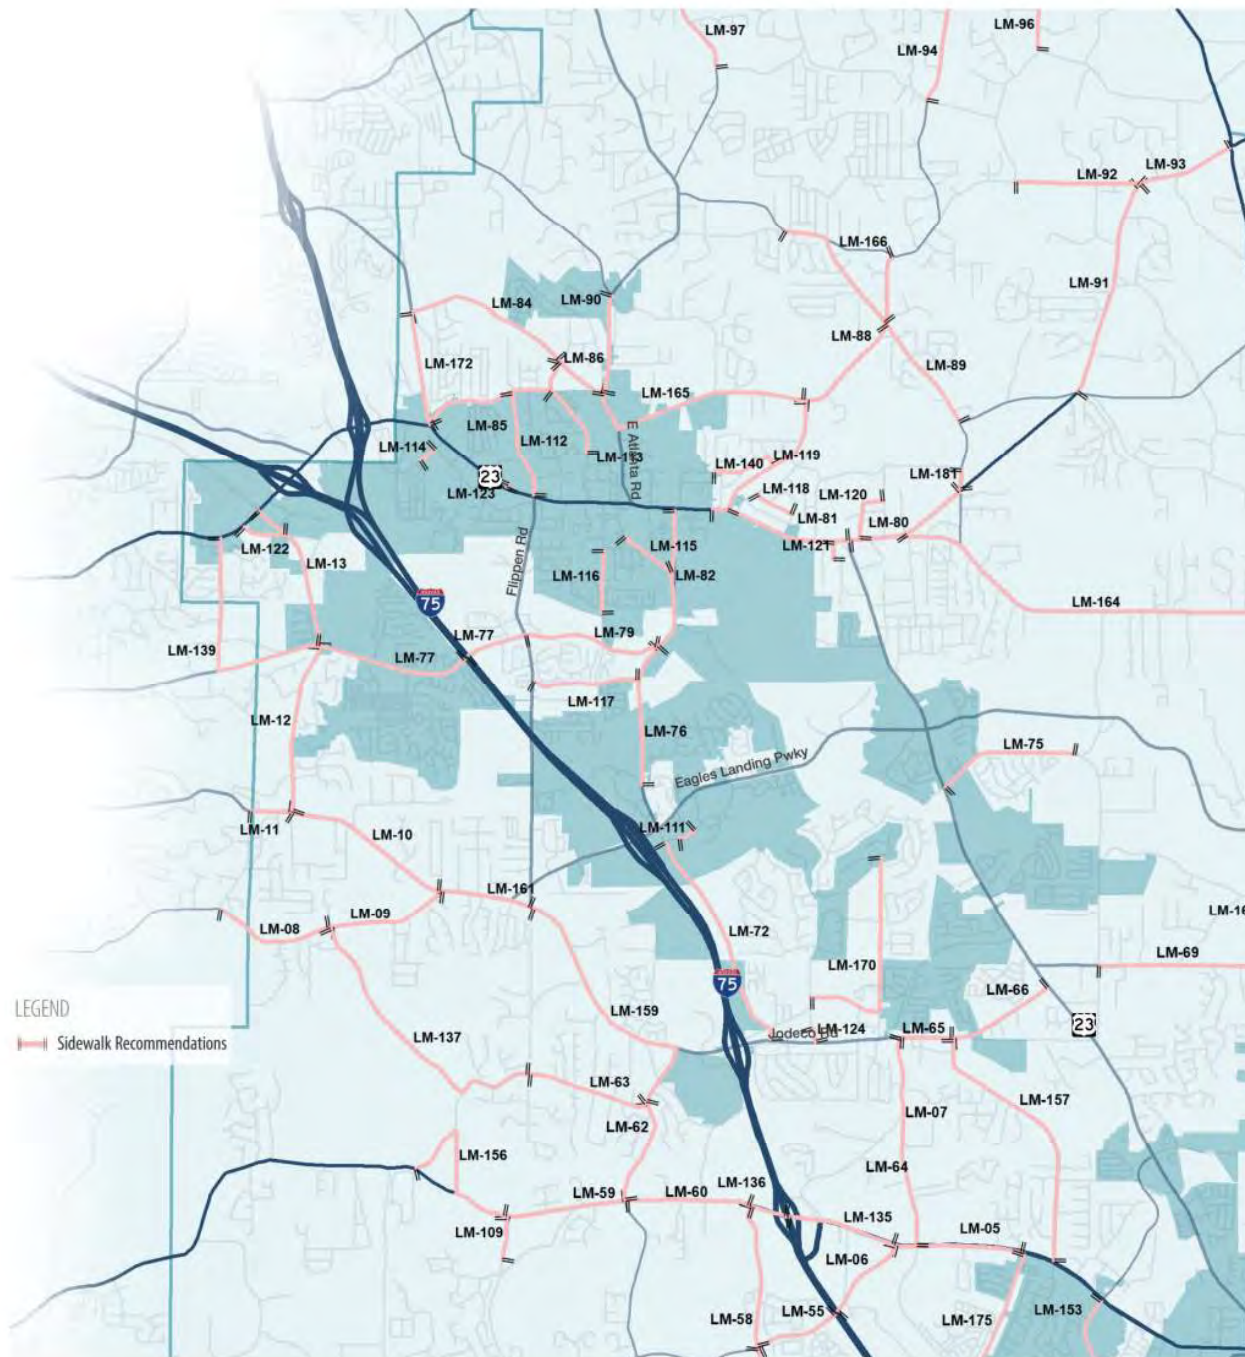 LM-97
LM-96
LM-94
LM-93
LM-92
LM-166
LM-91
LM-84
LM-90
LM-88
LM-86
LM-172
LM-89
LM-165
LM-85
LM-112
LM-114
LM-113
E Atlanta Rd
LM-140
LM-119
23
LM-123
LM-118
LM-120
LM-181
LM-81
LM-80
LM-121
LM-115
LM-122
LM-13
Flippen Rd
LM-116
LM-82
75
LM-164
LM-77
LM-79
LM-139
LM-77
LM-117
LM-12
LM-76
LM-75
Eagles Landing Pwky
LM-11
LM-10
LM-111
LM-161
LM-16
LM-09
LM-08
LM-72
LM-69
LM-170
75
LM-66
LEGEND
LM-159
23
Sidewalk Recommendations
LM-137
Jodeco Rd
LM-124
LM-65
LM-63
LM-157
LM-07
LM-62
LM-156
LM-64
LM-136
LM-59
LM-60
LM-135
LM-109
LM-05
LM-06
LM-55
LM-58
LM-175
LM-153